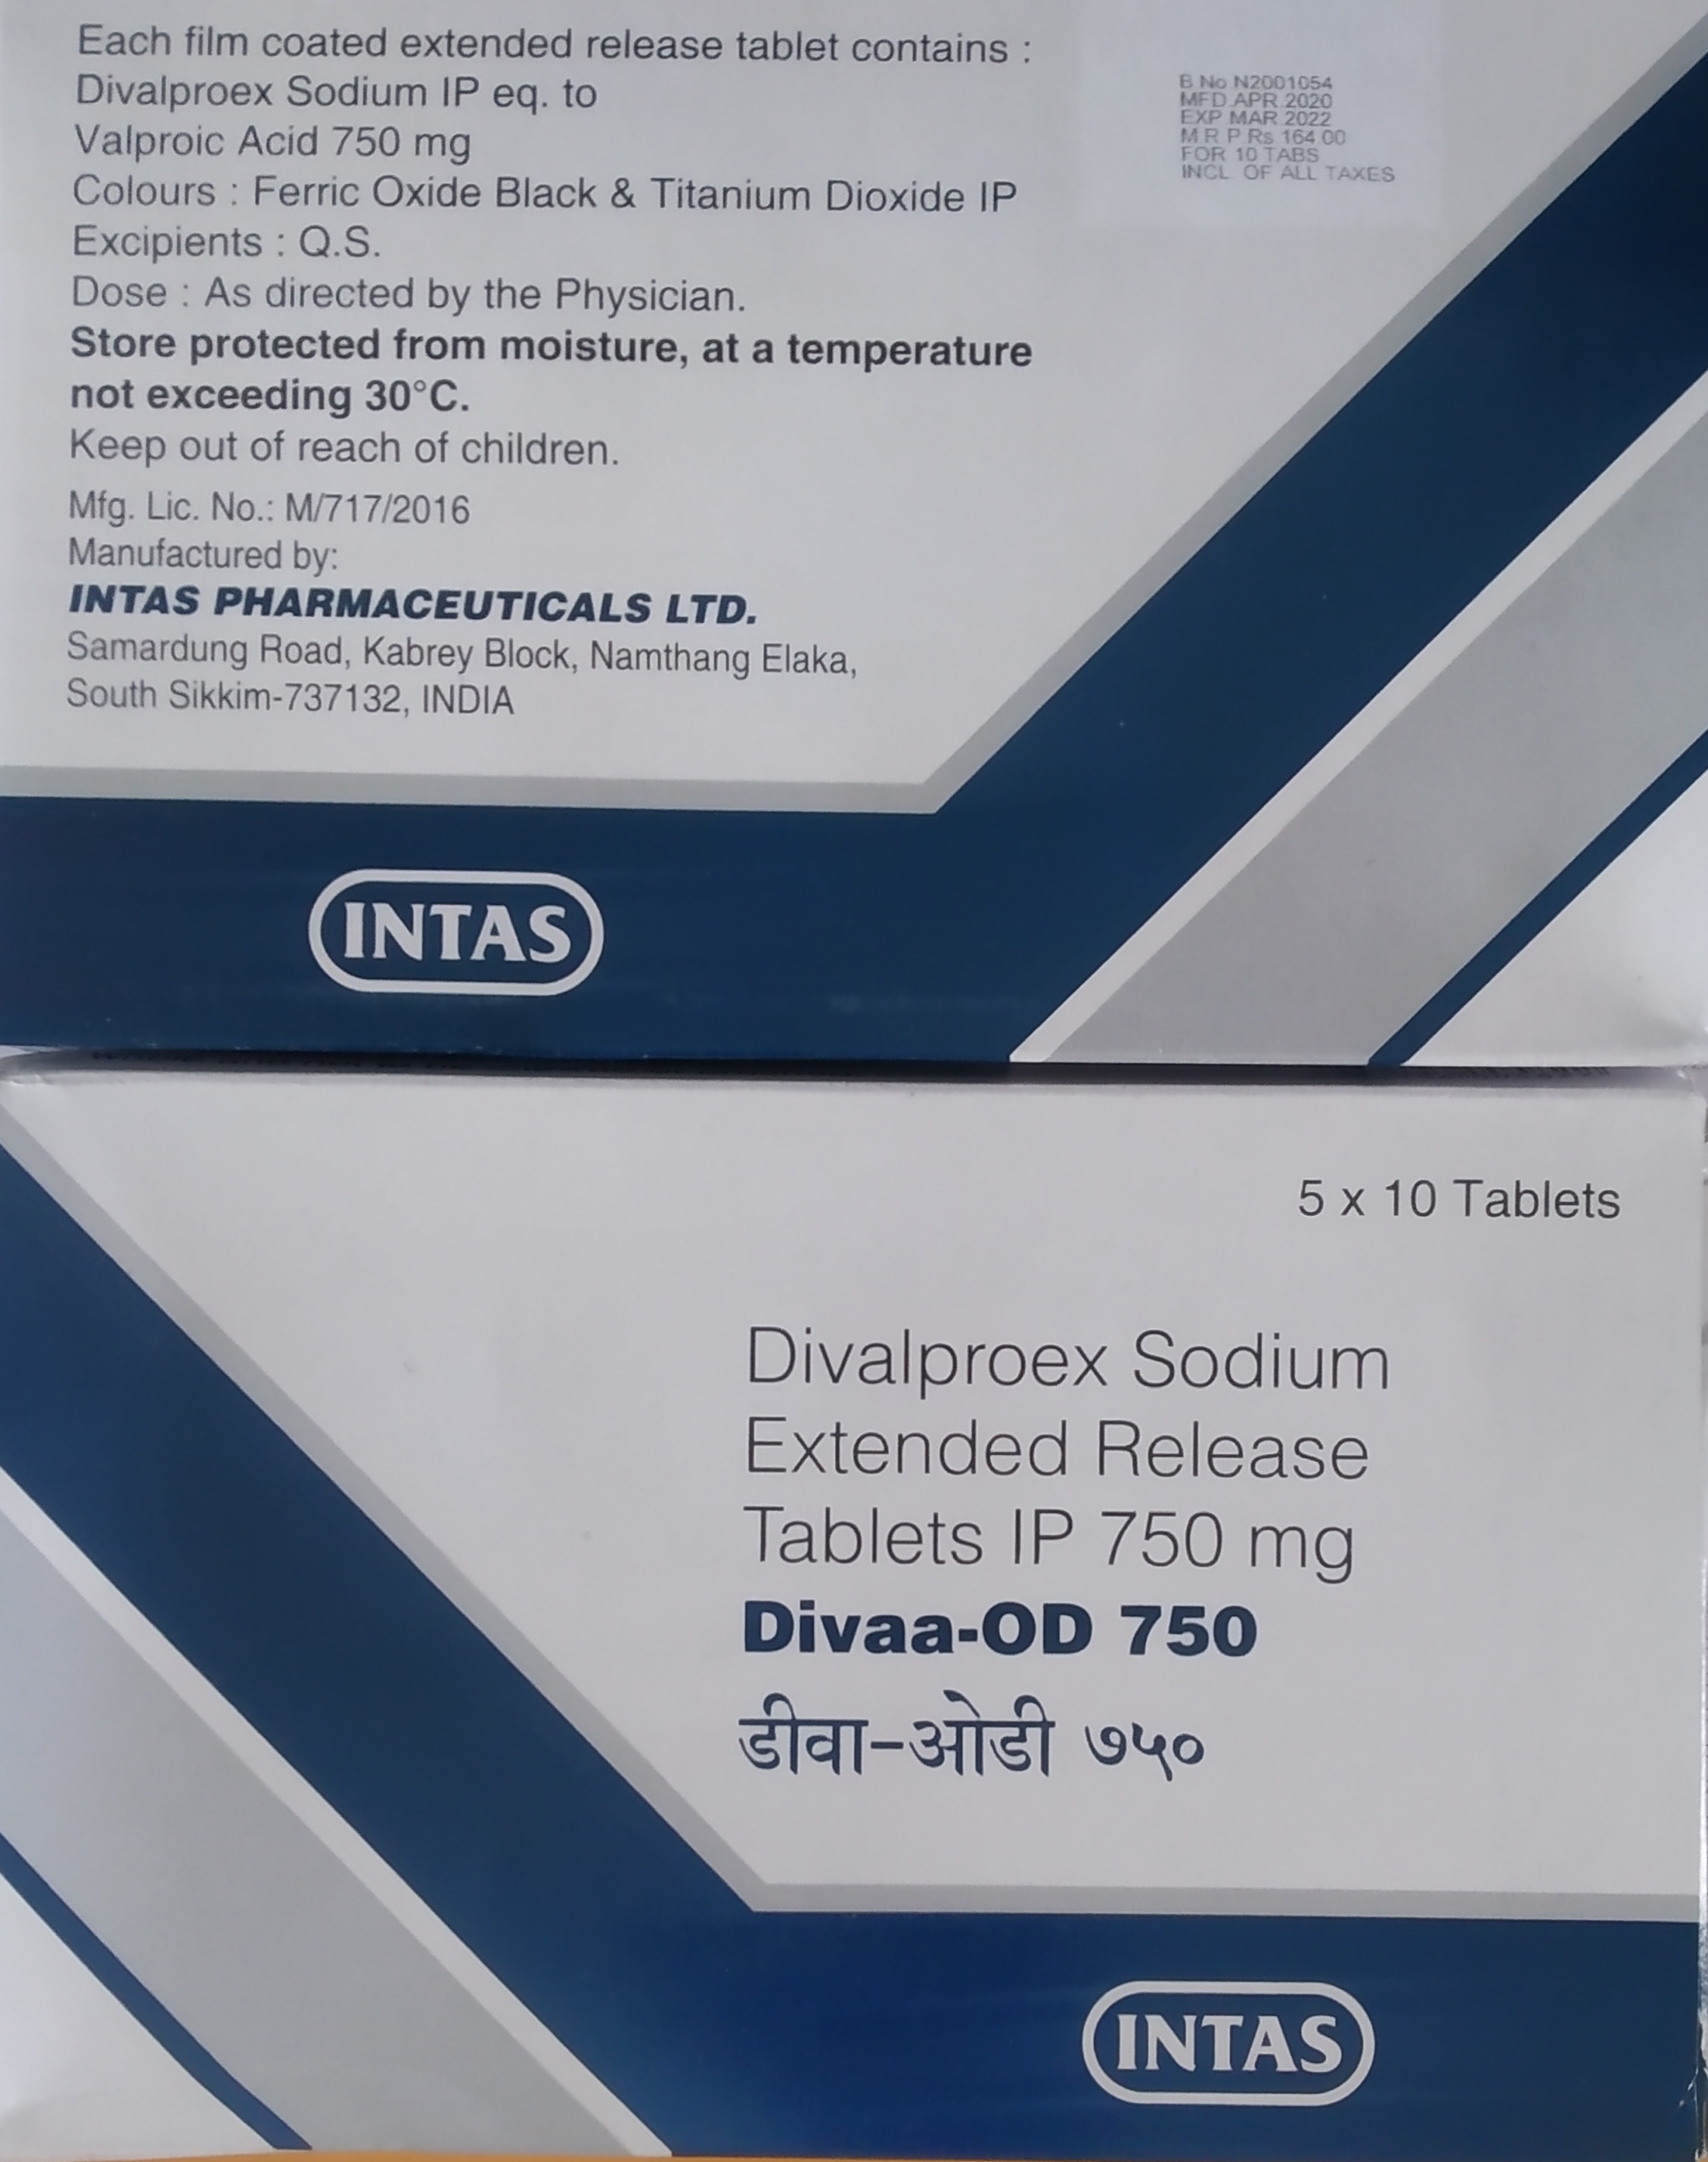 Each film coated extended release tablet contains :
Divalproex Sodium IP eq. to
Valproic Acid 750 mg
Colours : Ferric Oxide Black & Titanium Dioxide IP
Excipients : Q.S.
Dose : As directed by the Physician.
Store protected from moisture, at a temperature
not exceeding 30°C.
Keep out of reach of children.
Mfg. Lic. No.: M/717/2016
Manufactured by:
INTAS PHARMACEUTICALS LTD.
Samardung Road, Kabrey Block, Namthang Elaka,
South Sikkim-737132, INDIA
B No N2001054
MFD.APR.2020
EXP MAR.2022
M.R P Rs 164.00
FOR 10 TABS
INCL. OF ALL TAXES
INTAS
5 x 10 Tablets
Divalproex Sodium
Extended Release
Tablets IP 750 mg
Divaa-OD 750
डीवा-ओडी ७५०
INTAS